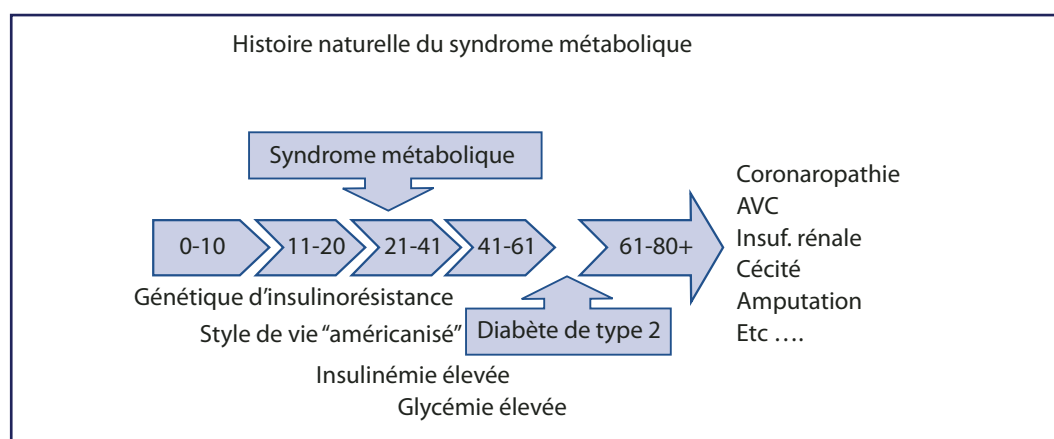 Histoire naturelle du syndrome métabolique
Syndrome métabolique
0-10
11-20
21-41
41-61
61-80+
Génétique d’insulinorésistance
Style de vie “américanisé”
Diabète de type 2
Insulinémie élevée
Glycémie élevée
Coronaropathie
AVC
Insuf. rénale
Cécité
Amputation
Etc ….